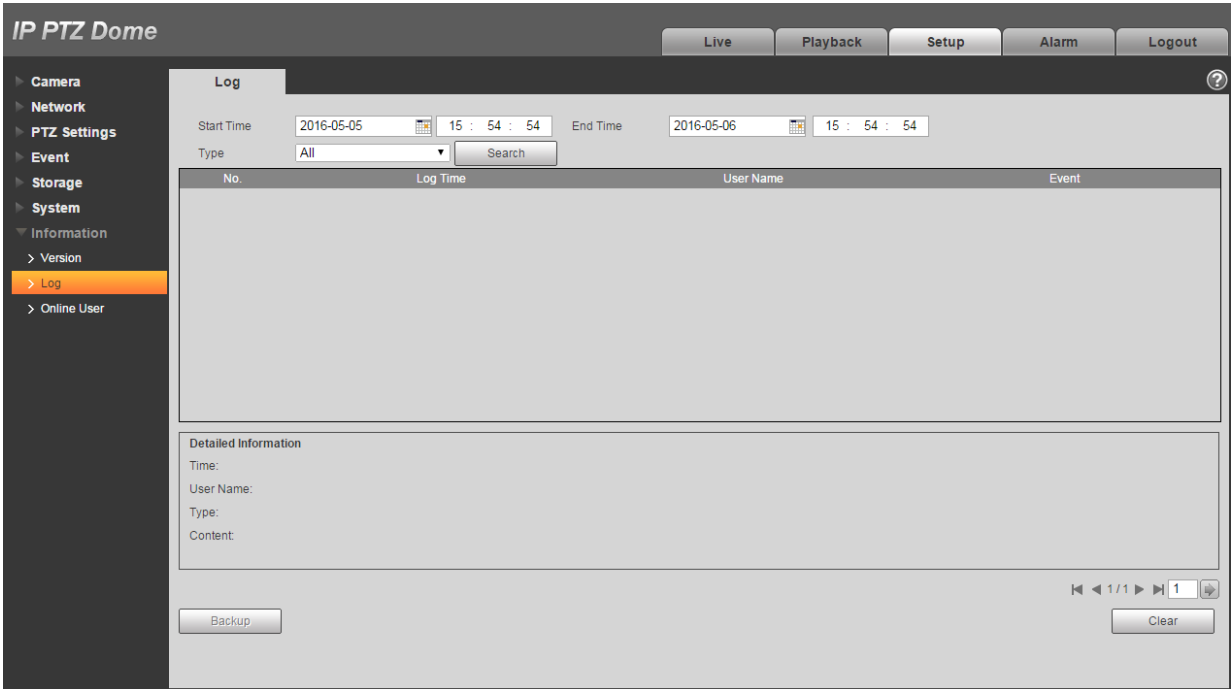 IP PTZ Dome
Live Playback Setup Alarm Logout
Camera
Network
PTZ Settings
Event
Storage
System
Information
Version
Log
Online User
Log ?
Start Time 2016-05-05 15 : 54 : 54 End Time 2016-05-06 15 : 54 : 54
Type All Search
No. Log Time User Name Event
Detailed Information
Time:
User Name:
Type:
Content:
1 / 1 1
Backup Clear